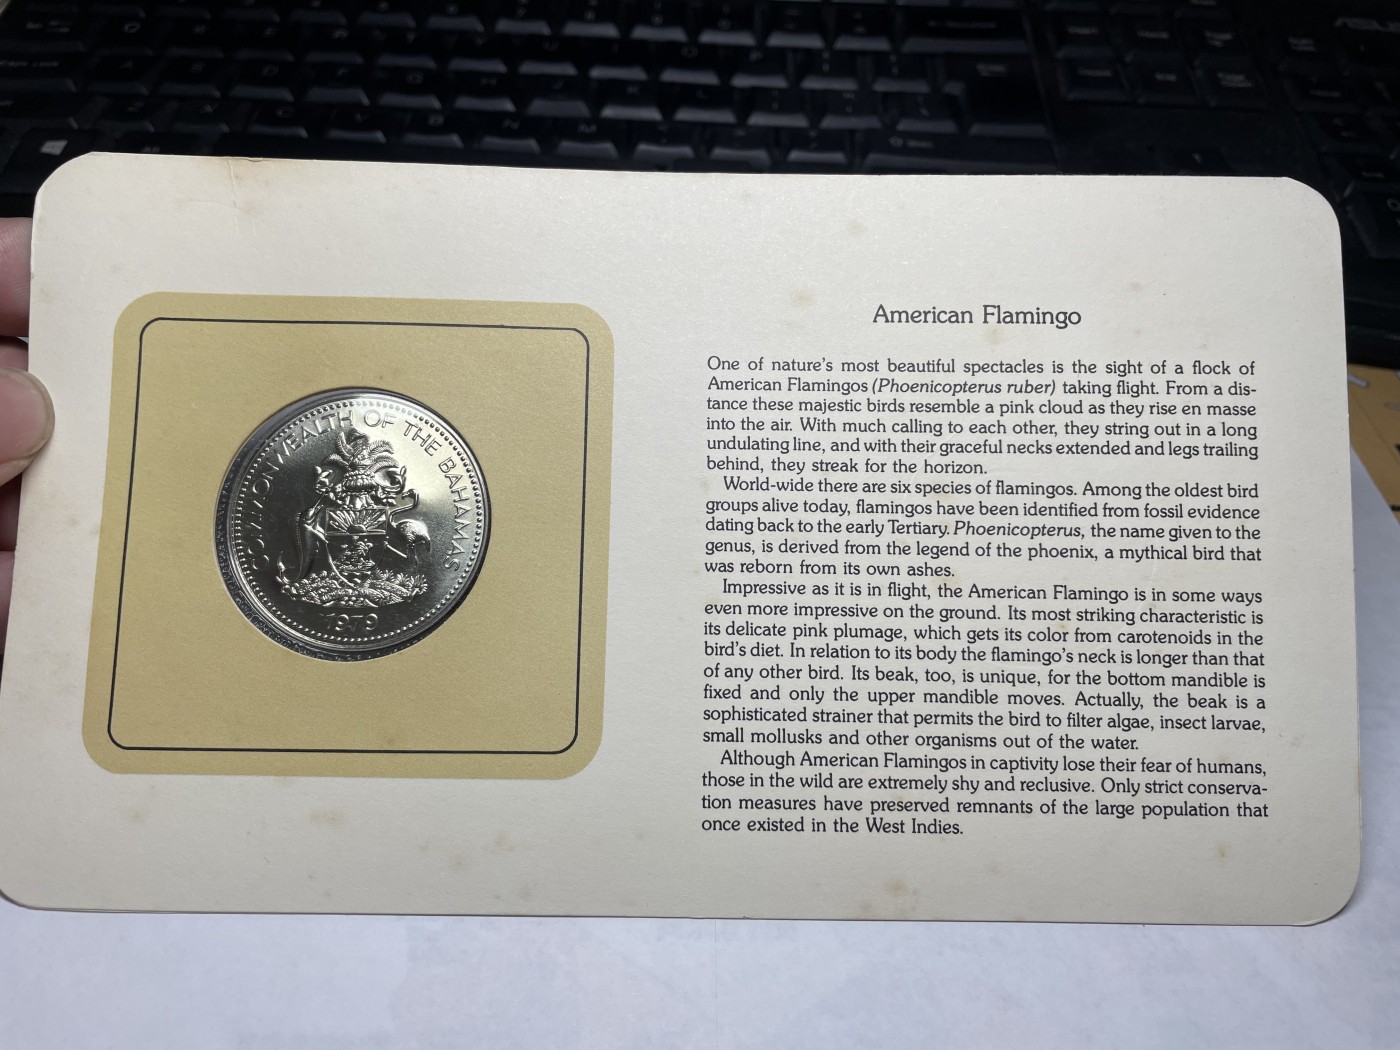 COMMONWEALTH OF THE BAHAMAS
1979
American Flamingo
One of nature's most beautiful spectacles is the sight of a flock of
American Flamingos (Phoenicopterus ruber) taking flight. From a dis-
tance these majestic birds resemble a pink cloud as they rise en masse
into the air. With much calling to each other, they string out in a long
undulating line, and with their graceful necks extended and legs trailing
behind, they streak for the horizon.
World-wide there are six species of flamingos. Among the oldest bird
groups alive today, flamingos have been identified from fossil evidence
dating back to the early Tertiary. Phoenicopterus, the name given to the
genus, is derived from the legend of the phoenix, a mythical bird that
was reborn from its own ashes.
Impressive as it is in flight, the American Flamingo is in some ways
even more impressive on the ground. Its most striking characteristic is
its delicate pink plumage, which gets its color from carotenoids in the
bird's diet. In relation to its body the flamingo's neck is longer than that
of any other bird. Its beak, too, is unique, for the bottom mandible is
fixed and only the upper mandible moves. Actually, the beak is a
sophisticated strainer that permits the bird to filter algae, insect larvae,
small mollusks and other organisms out of the water.
Although American Flamingos in captivity lose their fear of humans,
those in the wild are extremely shy and reclusive. Only strict conserva-
tion measures have preserved remnants of the large population that
once existed in the West Indies.